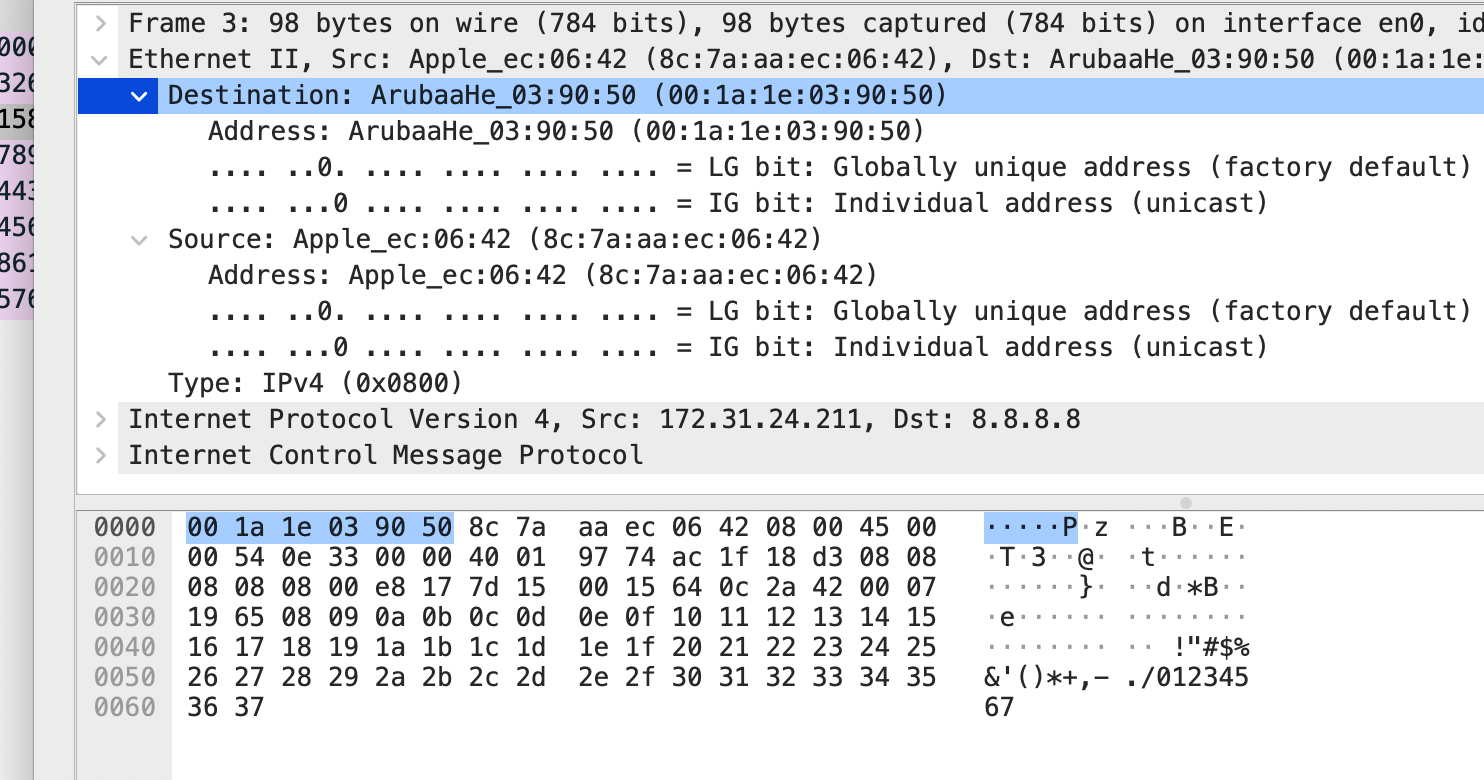 000
326
158
789
443
456
861
576
Frame 3: 98 bytes on wire (784 bits), 98 bytes captured (784 bits) on interface en0, id
Ethernet II, Src: Apple_ec:06:42 (8c:7a:aa:ec:06:42), Dst: ArubaaHe_03:90:50 (00:1a:1e:
Destination: ArubaaHe_03:90:50 (00:1a:1e:03:90:50)
Address: ArubaaHe_03:90:50 (00:1a:1e:03:90:50)
.... ..0. .... .... .... .... = LG bit: Globally unique address (factory default)
.... ...0 .... .... .... .... = IG bit: Individual address (unicast)
Source: Apple_ec:06:42 (8c:7a:aa:ec:06:42)
Address: Apple_ec:06:42 (8c:7a:aa:ec:06:42)
.... ..0. .... .... .... .... = LG bit: Globally unique address (factory default)
.... ...0 .... .... .... .... = IG bit: Individual address (unicast)
Type: IPv4 (0x0800)
Internet Protocol Version 4, Src: 172.31.24.211, Dst: 8.8.8.8
Internet Control Message Protocol
0000 00 1a 1e 03 90 50 8c 7a aa ec 06 42 08 00 45 00 ·····P·z ···B··E·
0010 00 54 0e 33 00 00 40 01 97 74 ac 1f 18 d3 08 08 ·T·3··@· ·t······
0020 08 08 08 00 e8 17 7d 15 00 15 64 0c 2a 42 00 07 ······}· ··d·*B··
0030 19 65 08 09 0a 0b 0c 0d 0e 0f 10 11 12 13 14 15 ·e······ ········
0040 16 17 18 19 1a 1b 1c 1d 1e 1f 20 21 22 23 24 25 ········ ·· !"#$%
0050 26 27 28 29 2a 2b 2c 2d 2e 2f 30 31 32 33 34 35 &'()*+,- ./012345
0060 36 37 67